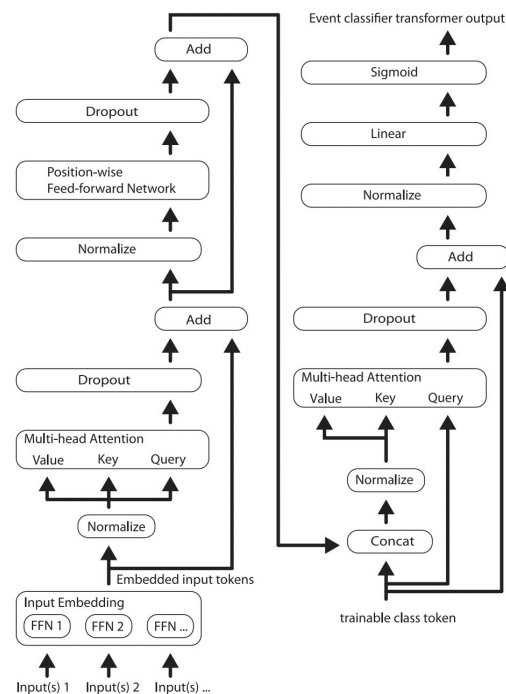 Add
Dropout
Position-wise
Feed-forward Network
Normalize
Add
Dropout
Multi-head Attention
Value Key Query
Normalize
Embedded input tokens
Input Embedding
FFN 1 FFN 2 FFN ...
Input(s) 1 Input(s) 2 Input(s) ...
Event classifier transformer output
Sigmoid
Linear
Normalize
Add
Dropout
Multi-head Attention
Value Key Query
Normalize
Concat
trainable class token